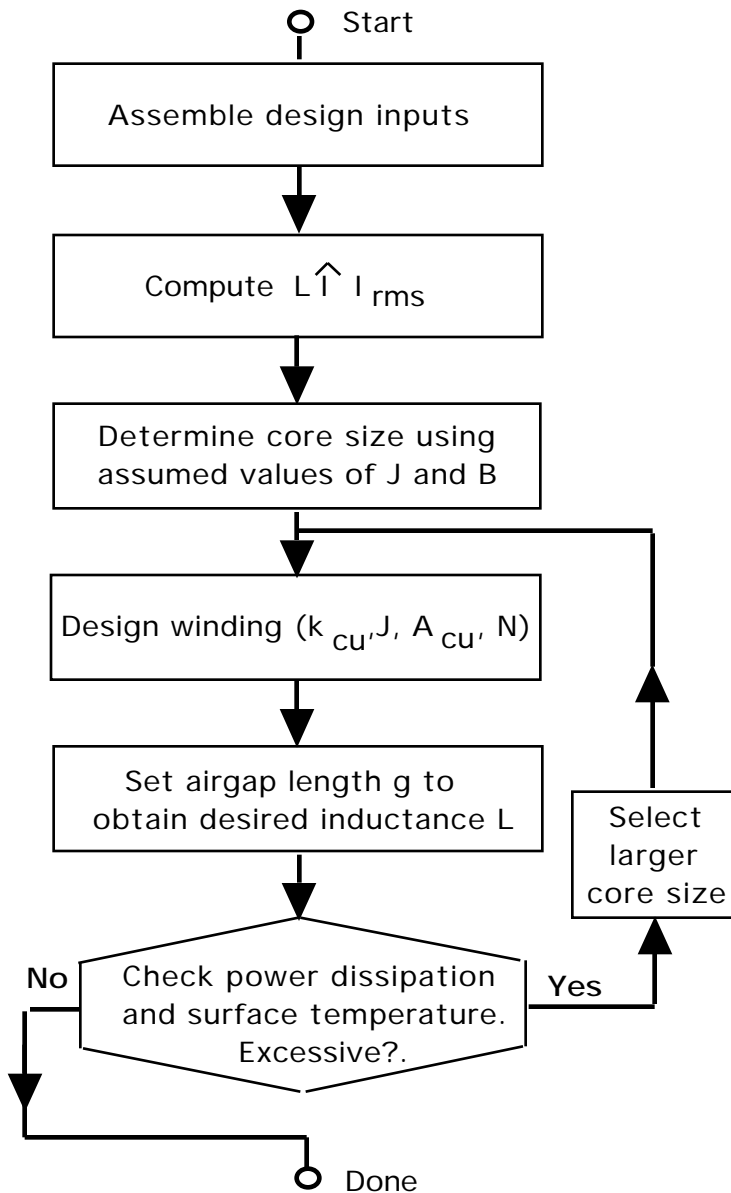 Start
Assemble design inputs
Compute L Î I rms
Determine core size using
assumed values of J and B
Design winding (k cu, J, A cu, N)
Set airgap length g to
obtain desired inductance L
Select
larger
core size
No
Check power dissipation
and surface temperature.
Excessive?.
Yes
Done